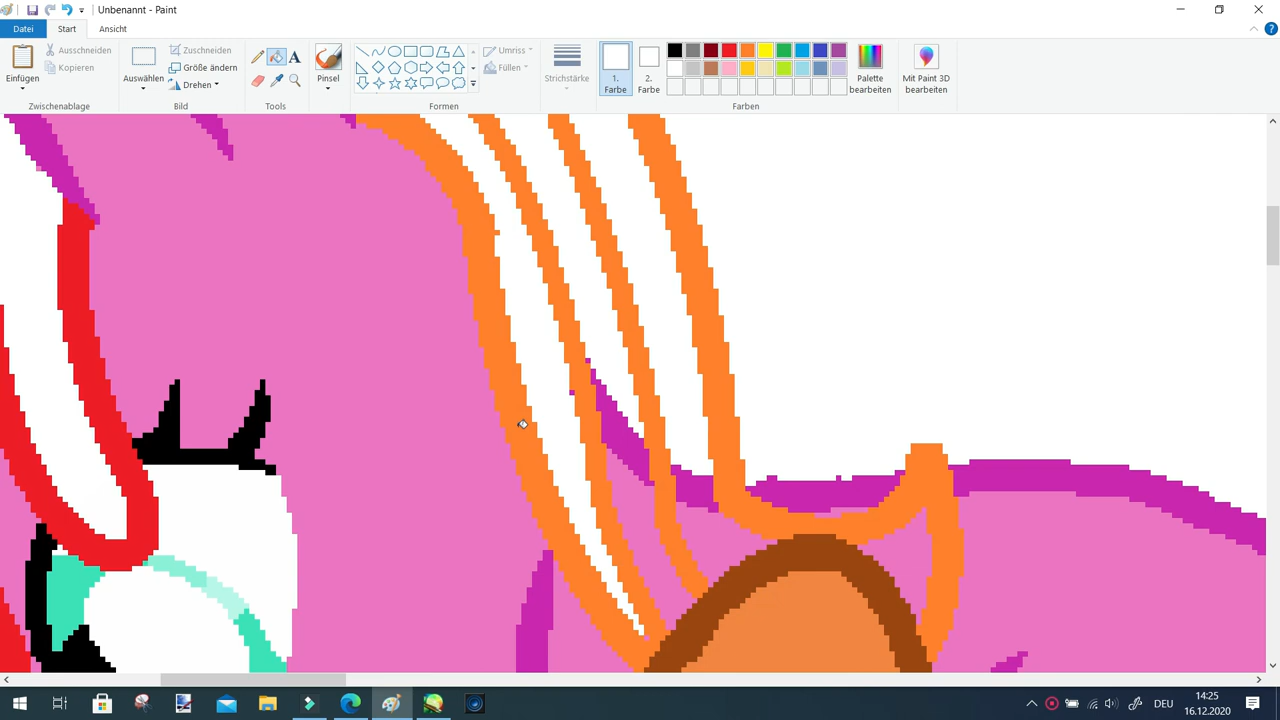 Unbenannt - Paint
Datei
Start
Ansicht
Einfügen
Ausschneiden
Kopieren
Zwischenablage
Auswählen
Zuschneiden
Größe ändern
Drehen
Bild
A
Tools
Pinsel
Formen
Umriss
Füllen
Strichstärke
1.
Farbe
2.
Farbe
Farben
Palette
bearbeiten
Mit Paint 3D
bearbeiten
DEU
14:25
16.12.2020